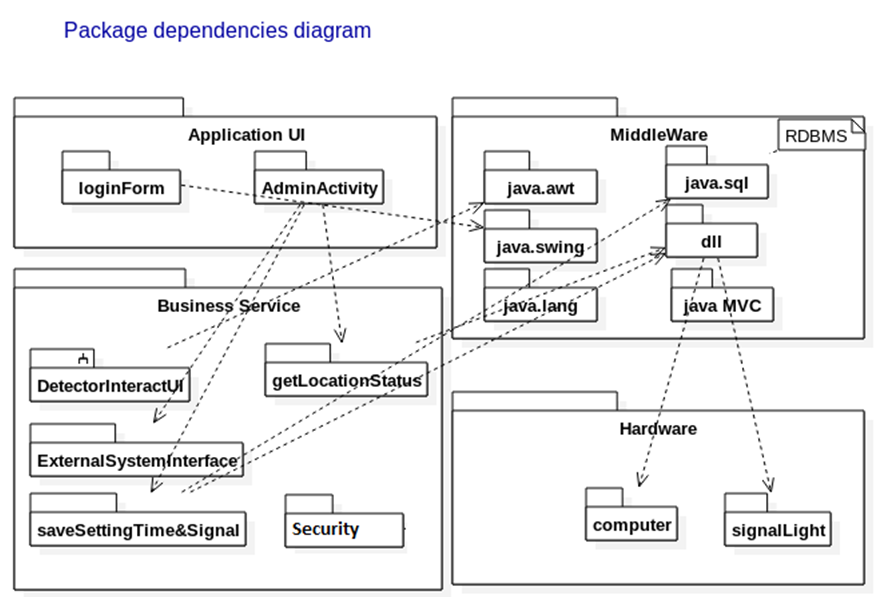 Package dependencies diagram
Application UI
loginForm
AdminActivity
MiddleWare
RDBMS
java.awt
java.sql
java.swing
dll
java.lang
java MVC
Business Service
DetectorInteractUI
getLocationStatus
ExternalSystemInterface
saveSettingTime&Signal
Security
Hardware
computer
signalLight